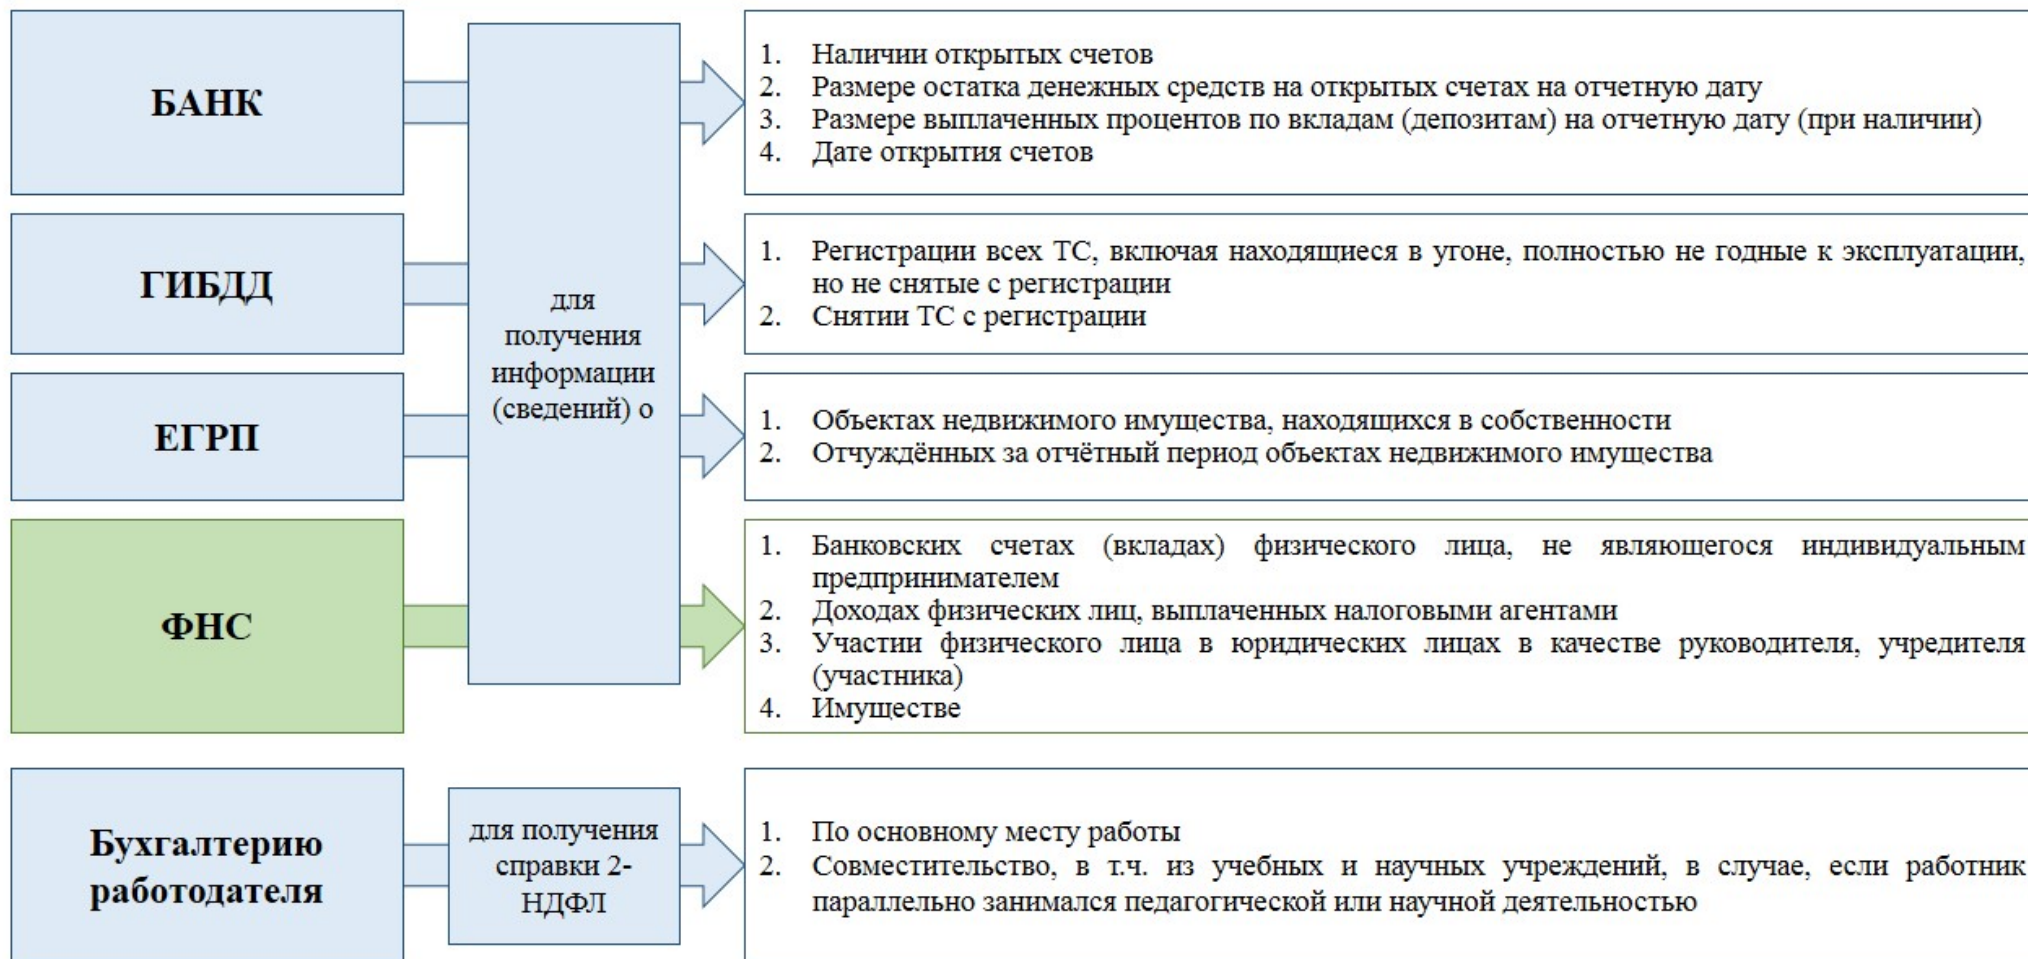 БАНК
1. Наличии открытых счетов
2. Размере остатка денежных средств на открытых счетах на отчетную дату
3. Размере выплаченных процентов по вкладам (депозитам) на отчетную дату (при наличии)
4. Дате открытия счетов
ГИБДД
1. Регистрации всех ТС, включая находящиеся в угоне, полностью не годные к эксплуатации,
но не снятые с регистрации
2. Снятии ТС с регистрации
для
получения
информации
(сведений) о
ЕГРП
1. Объектах недвижимого имущества, находящихся в собственности
2. Отчуждённых за отчётный период объектах недвижимого имущества
ФНС
1. Банковских счетах (вкладах) физического лица, не являющегося индивидуальным
предпринимателем
2. Доходах физических лиц, выплаченных налоговыми агентами
3. Участии физического лица в юридических лицах в качестве руководителя, учредителя
(участника)
4. Имуществе
Бухгалтерию
работодателя
для получения
справки 2-
НДФЛ
1. По основному месту работы
2. Совместительство, в т.ч. из учебных и научных учреждений, в случае, если работник
параллельно занимался педагогической или научной деятельностью